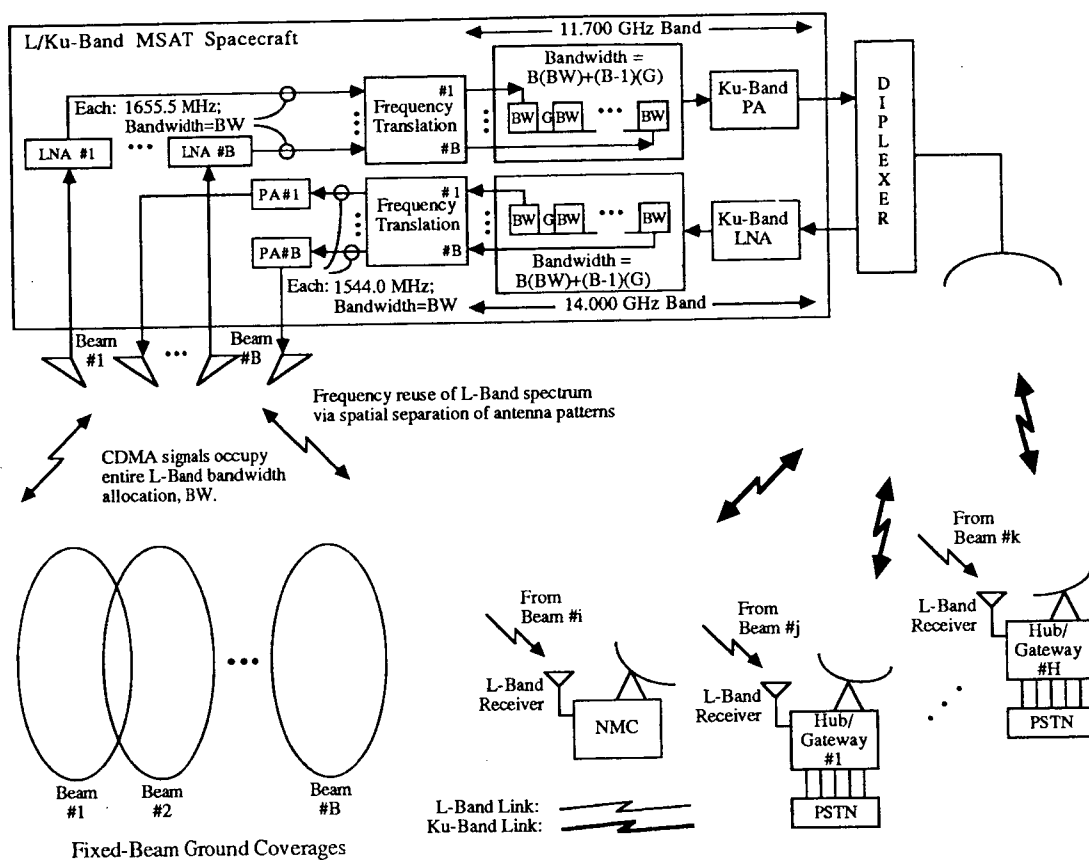 L/Ku-Band MSAT Spacecraft
11.700 GHz Band
Each: 1655.5 MHz;
Bandwidth=BW
LNA #1
•••
LNA #B
Frequency
Translation
#1
#B
Bandwidth =
B(BW)+(B-1)(G)
BW G BW ••• BW
Ku-Band
PA
DIPLEXER
PA#1
PA#B
Frequency
Translation
#1
#B
BW G BW ••• BW
Bandwidth =
B(BW)+(B-1)(G)
Ku-Band
LNA
Each: 1544.0 MHz;
Bandwidth=BW
14.000 GHz Band
Beam
#1
•••
Beam
#B
Frequency reuse of L-Band spectrum
via spatial separation of antenna patterns
CDMA signals occupy
entire L-Band bandwidth
allocation, BW.
From
Beam #i
L-Band
Receiver
NMC
From
Beam #j
L-Band
Receiver
Hub/
Gateway
#1
PSTN
From
Beam #k
L-Band
Receiver
Hub/
Gateway
#H
PSTN
•••
Beam
#1
Beam
#2
Beam
#B
L-Band Link:
Ku-Band Link:
Fixed-Beam Ground Coverages